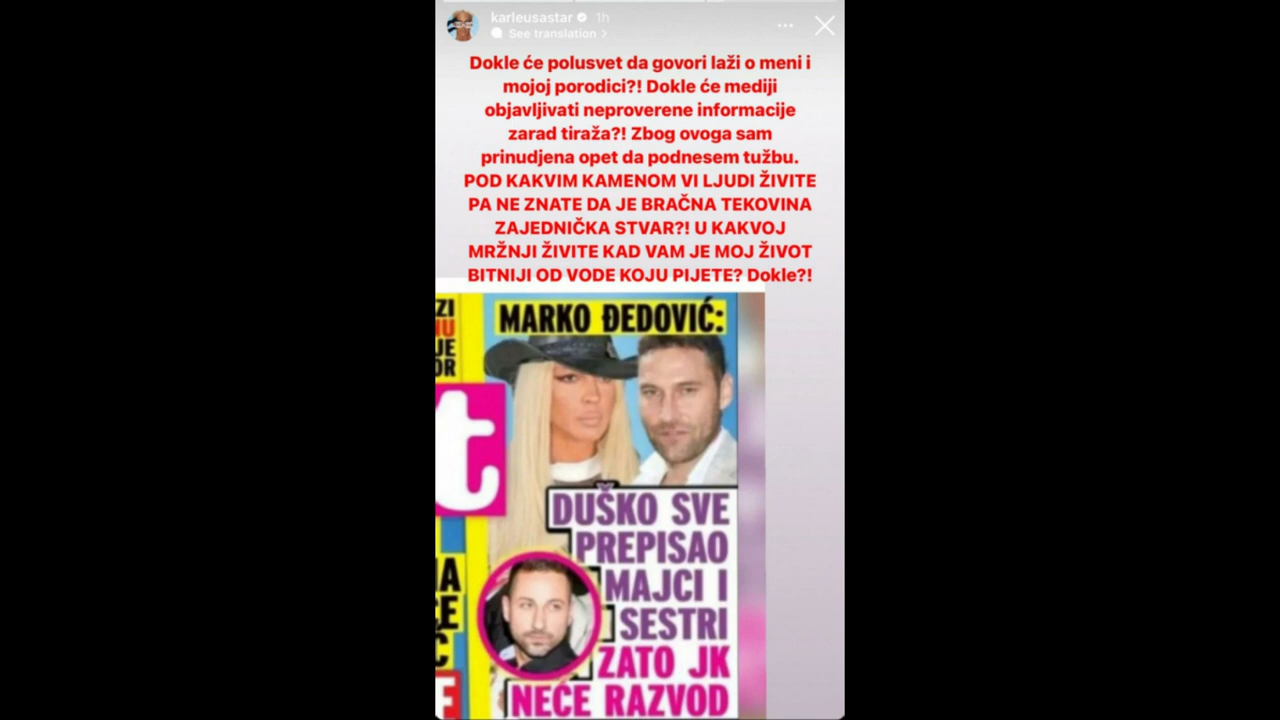 karleusastar 1h
See translation
Dokle će polusvet da govori laži o meni i
mojoj porodici?! Dokle će mediji
objavljivati neproverene informacije
zarad tiraža?! Zbog ovoga sam
prinudjena opet da podnesem tužbu.
POD KAKVIM KAMENOM VI LJUDI ŽIVITE
PA NE ZNATE DA JE BRAČNA TEKOVINA
ZAJEDNIČKA STVAR?! U KAKVOJ
MRŽNJI ŽIVITE KAD VAM JE MOJ ŽIVOT
BITNIJI OD VODE KOJU PIJETE? Dokle?!
ZI
JE
t
MARKO ĐEDOVIĆ:
DUŠKO SVE
PREPISAO
MAJCI I
SESTRI
ZATO JK
NEĆE RAZVOD